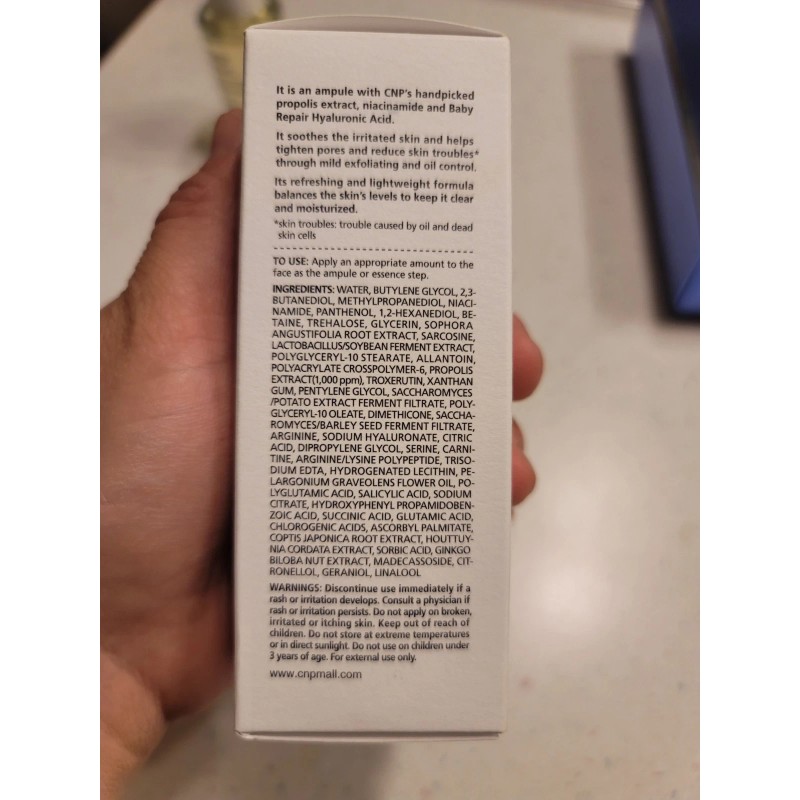 It is an ampule with CNP's handpicked
propolis extract, niacinamide and Baby
Repair Hyaluronic Acid.
It soothes the irritated skin and helps
tighten pores and reduce skin troubles*
through mild exfoliating and oil control.
Its refreshing and lightweight formula
balances the skin's levels to keep it clear
and moisturized.
*skin troubles: trouble caused by oil and dead
skin cells
TO USE: Apply an appropriate amount to the
face as the ampule or essence step.
INGREDIENTS: WATER, BUTYLENE GLYCOL, 2,3-
BUTANEDIOL, METHYLPROPANEDIOL, NIACI-
NAMIDE, PANTHENOL, 1,2-HEXANEDIOL, BE-
TAINE, TREHALOSE, GLYCERIN, SOPHORA
ANGUSTIFOLIA ROOT EXTRACT, SARCOSINE,
LACTOBACILLUS/SOYBEAN FERMENT EXTRACT,
POLYGLYCERYL-10 STEARATE, ALLANTOIN,
POLYACRYLATE CROSSPOLYMER-6, PROPOLIS
EXTRACT(1,000 ppm), TROXERUTIN, XANTHAN
GUM, PENTYLENE GLYCOL, SACCHAROMYCES
/POTATO EXTRACT FERMENT FILTRATE, POLY-
GLYCERYL-10 OLEATE, DIMETHICONE, SACCHA-
ROMYCES/BARLEY SEED FERMENT FILTRATE,
ARGININE, SODIUM HYALURONATE, CITRIC
ACID, DIPROPYLENE GLYCOL, SERINE, CARNI-
TINE, ARGININE/LYSINE POLYPEPTIDE, TRISO-
DIUM EDTA, HYDROGENATED LECITHIN, PE-
LARGONIUM GRAVEOLENS FLOWER OIL, PO-
LYGLUTAMIC ACID, SALICYLIC ACID, SODIUM
CITRATE, HYDROXYPHENYL PROPAMIDOBEN-
ZOIC ACID, SUCCINIC ACID, GLUTAMIC ACID,
CHLOROGENIC ACIDS, ASCORBYL PALMITATE,
COPTIS JAPONICA ROOT EXTRACT, HOUTTUY-
NIA CORDATA EXTRACT, SORBIC ACID, GINKGO
BILOBA NUT EXTRACT, MADECASSOSIDE, CIT-
RONELLOL, GERANIOL, LINALOOL
WARNINGS: Discontinue use immediately if a
rash or irritation develops. Consult a physician if
rash or irritation persists. Do not apply on broken,
irritated or itching skin. Keep out of reach of
children. Do not store at extreme temperatures
or in direct sunlight. Do not use on children under
3 years of age. For external use only.
www.cnpmall.com